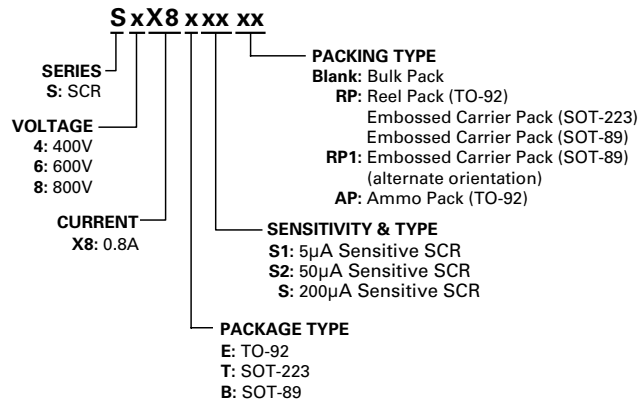 S x X8 x xx xx
SERIES
S: SCR
VOLTAGE
4: 400V
6: 600V
8: 800V
CURRENT
X8: 0.8A
PACKING TYPE
Blank: Bulk Pack
RP: Reel Pack (TO-92)
Embossed Carrier Pack (SOT-223)
Embossed Carrier Pack (SOT-89)
RP1: Embossed Carrier Pack (SOT-89)
(alternate orientation)
AP: Ammo Pack (TO-92)
SENSITIVITY & TYPE
S1: 5µA Sensitive SCR
S2: 50µA Sensitive SCR
S: 200µA Sensitive SCR
PACKAGE TYPE
E: TO-92
T: SOT-223
B: SOT-89